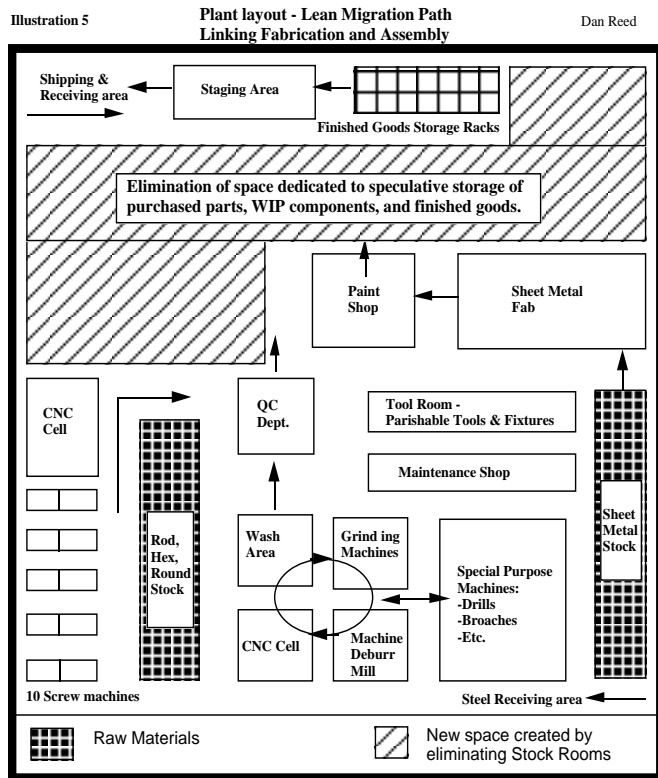 Illustration 5
Plant layout - Lean Migration Path
Linking Fabrication and Assembly
Dan Reed
Shipping &
Receiving area
Staging Area
Finished Goods Storage Racks
Elimination of space dedicated to speculative storage of
purchased parts, WIP components, and finished goods.
Paint
Shop
Sheet Metal
Fab
CNC
Cell
QC
Dept.
Tool Room -
Parishable Tools & Fixtures
Maintenance Shop
Rod,
Hex,
Round
Stock
Wash
Area
Grind ing
Machines
Special Purpose
Machines:
-Drills
-Broaches
-Etc.
Sheet
Metal
Stock
CNC Cell
Machine
Deburr
Mill
10 Screw machines
Steel Receiving area
Raw Materials
New space created by
eliminating Stock Rooms